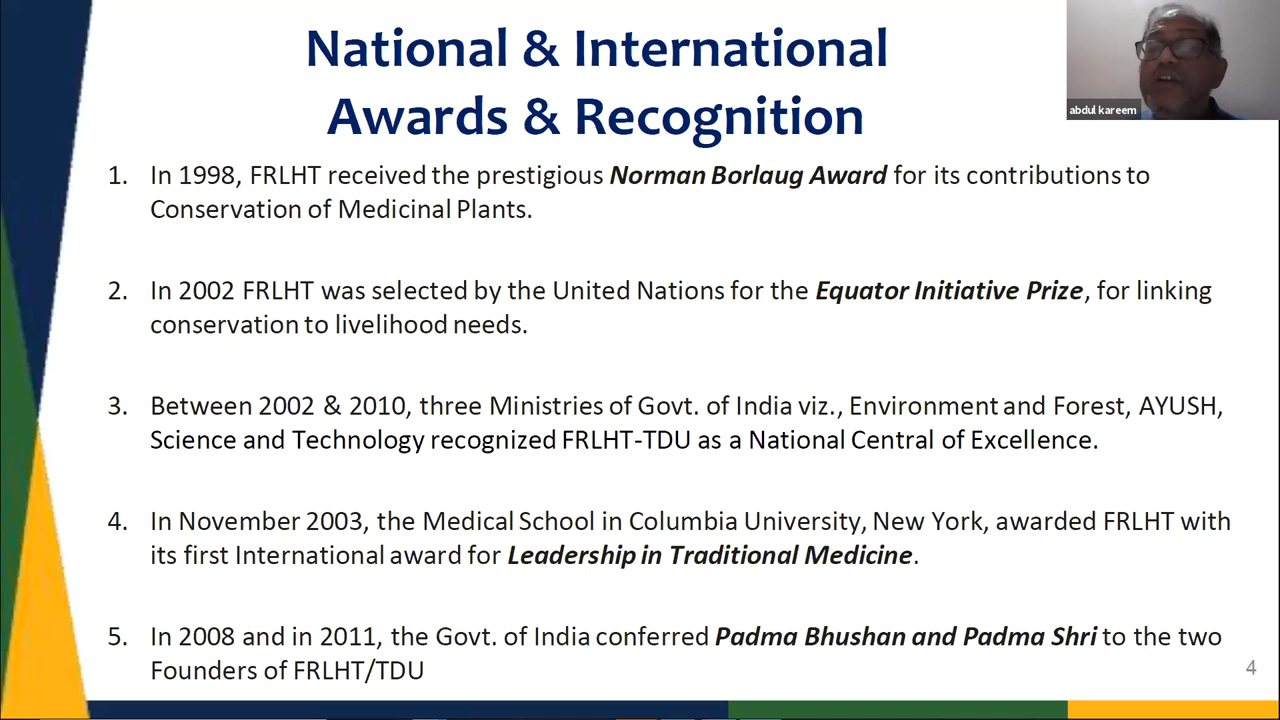 National & International
Awards & Recognition
abdul kareem
1. In 1998, FRLHT received the prestigious Norman Borlaug Award for its contributions to
Conservation of Medicinal Plants.
2. In 2002 FRLHT was selected by the United Nations for the Equator Initiative Prize, for linking
conservation to livelihood needs.
3. Between 2002 & 2010, three Ministries of Govt. of India viz., Environment and Forest, AYUSH,
Science and Technology recognized FRLHT-TDU as a National Central of Excellence.
4. In November 2003, the Medical School in Columbia University, New York, awarded FRLHT with
its first International award for Leadership in Traditional Medicine.
5. In 2008 and in 2011, the Govt. of India conferred Padma Bhushan and Padma Shri to the two
Founders of FRLHT/TDU
4